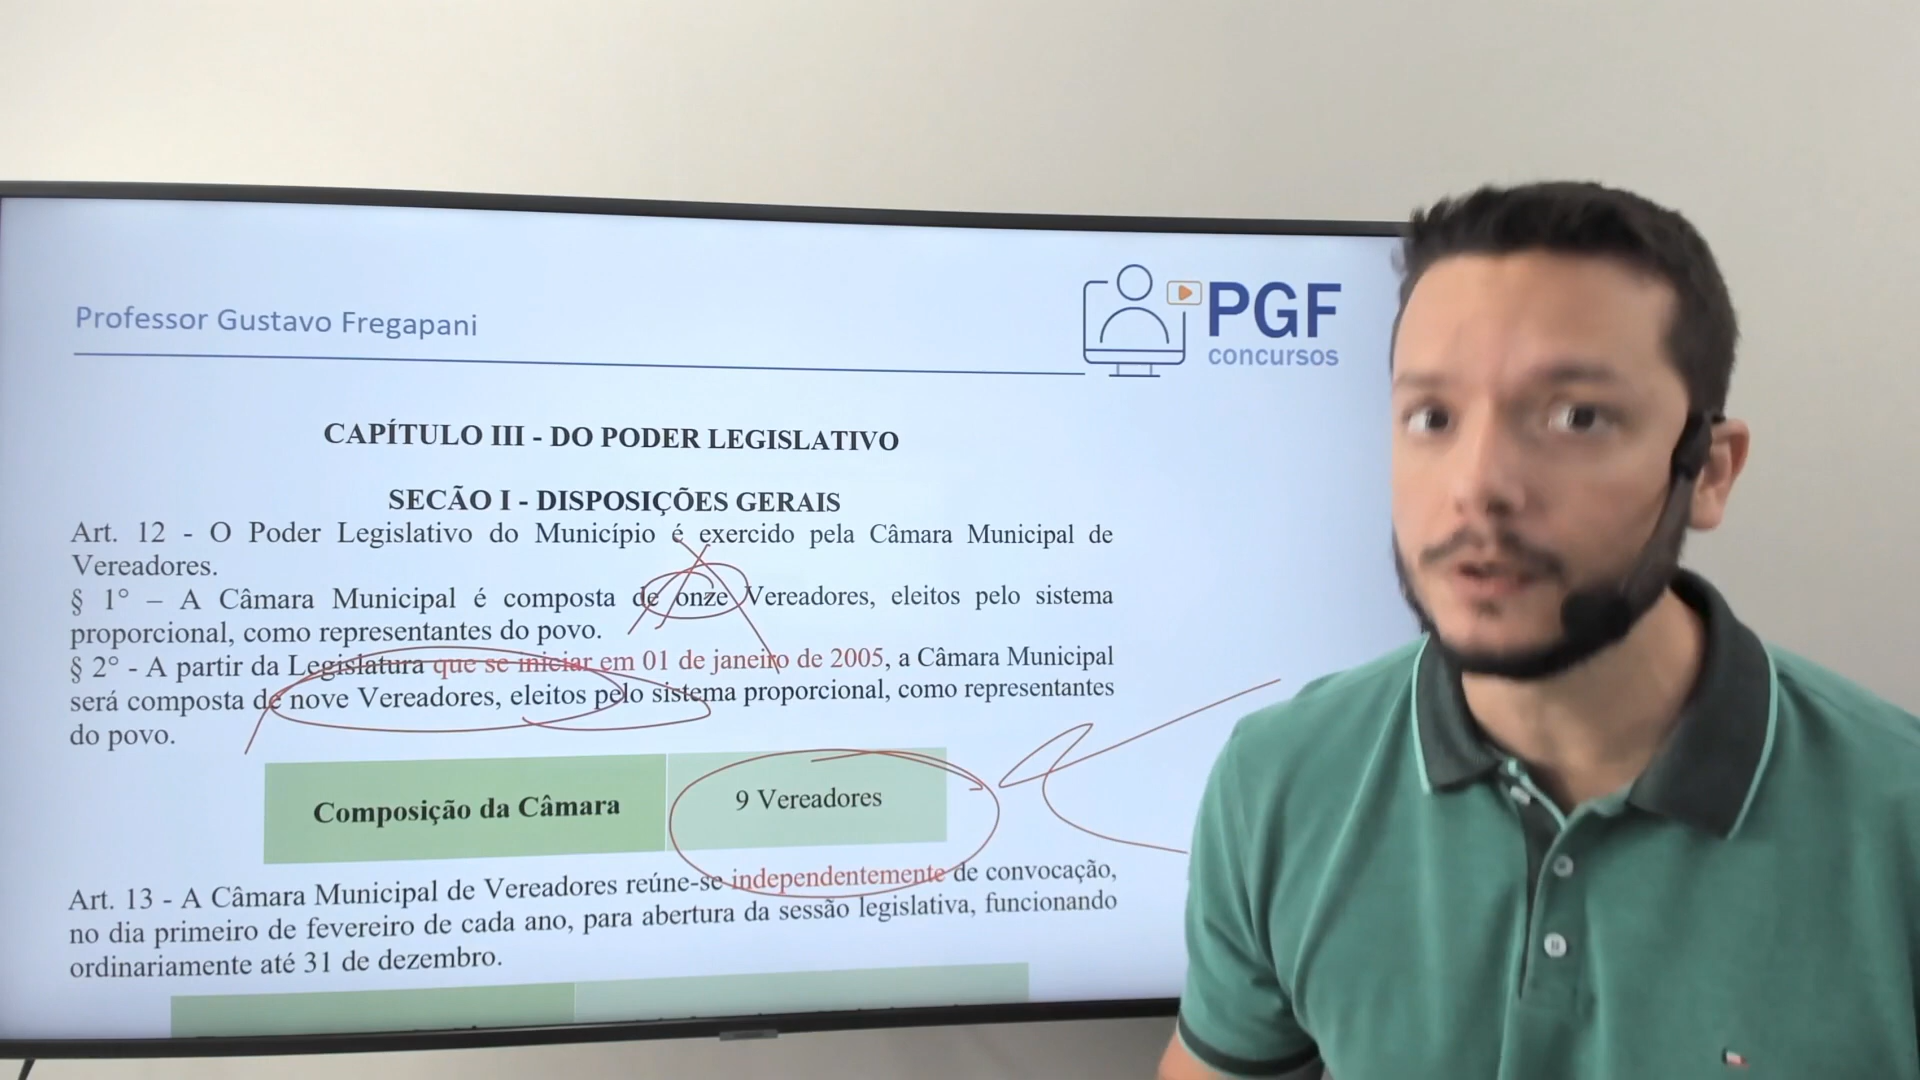 Professor Gustavo Fregapani
PGF
concursos
CAPÍTULO III - DO PODER LEGISLATIVO
SECÃO I - DISPOSIÇÕES GERAIS
Art. 12 - O Poder Legislativo do Município é exercido pela Câmara Municipal de
Vereadores.
§ 1° – A Câmara Municipal é composta de onze Vereadores, eleitos pelo sistema
proporcional, como representantes do povo.
§ 2° - A partir da Legislatura que se iniciar em 01 de janeiro de 2005, a Câmara Municipal
será composta de nove Vereadores, eleitos pelo sistema proporcional, como representantes
do povo.
Composição da Câmara
9 Vereadores
Art. 13 - A Câmara Municipal de Vereadores reúne-se independentemente de convocação,
no dia primeiro de fevereiro de cada ano, para abertura da sessão legislativa, funcionando
ordinariamente até 31 de dezembro.